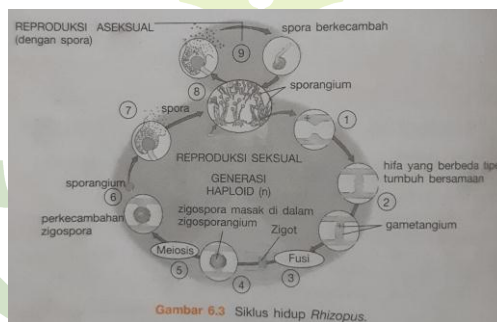 REPRODUKSI ASEKSUAL
(dengan spora)
spora berkecambah
9
sporangium
8
7
spora
1
REPRODUKSI SEKSUAL
GENERASI
HAPLOID (n)
hifa yang berbeda tipe
tumbuh bersamaan
2
sporangium
6
perkecambahan
zigospora
zigospora masak di dalam
zigosporangium
gametangium
Zigot
Meiosis
Fusi
5
4
3
Gambar 6.3 Siklus hidup Rhizopus.